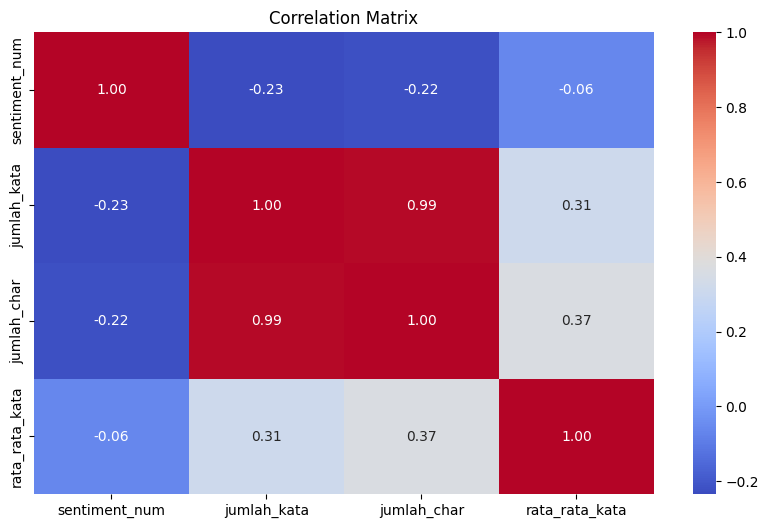 Correlation Matrix
sentiment_num 1.00 -0.23 -0.22 -0.06
jumlah_kata -0.23 1.00 0.99 0.31
jumlah_char -0.22 0.99 1.00 0.37
rata_rata_kata -0.06 0.31 0.37 1.00
sentiment_num jumlah_kata jumlah_char rata_rata_kata
1.0
0.8
0.6
0.4
0.2
0.0
−0.2